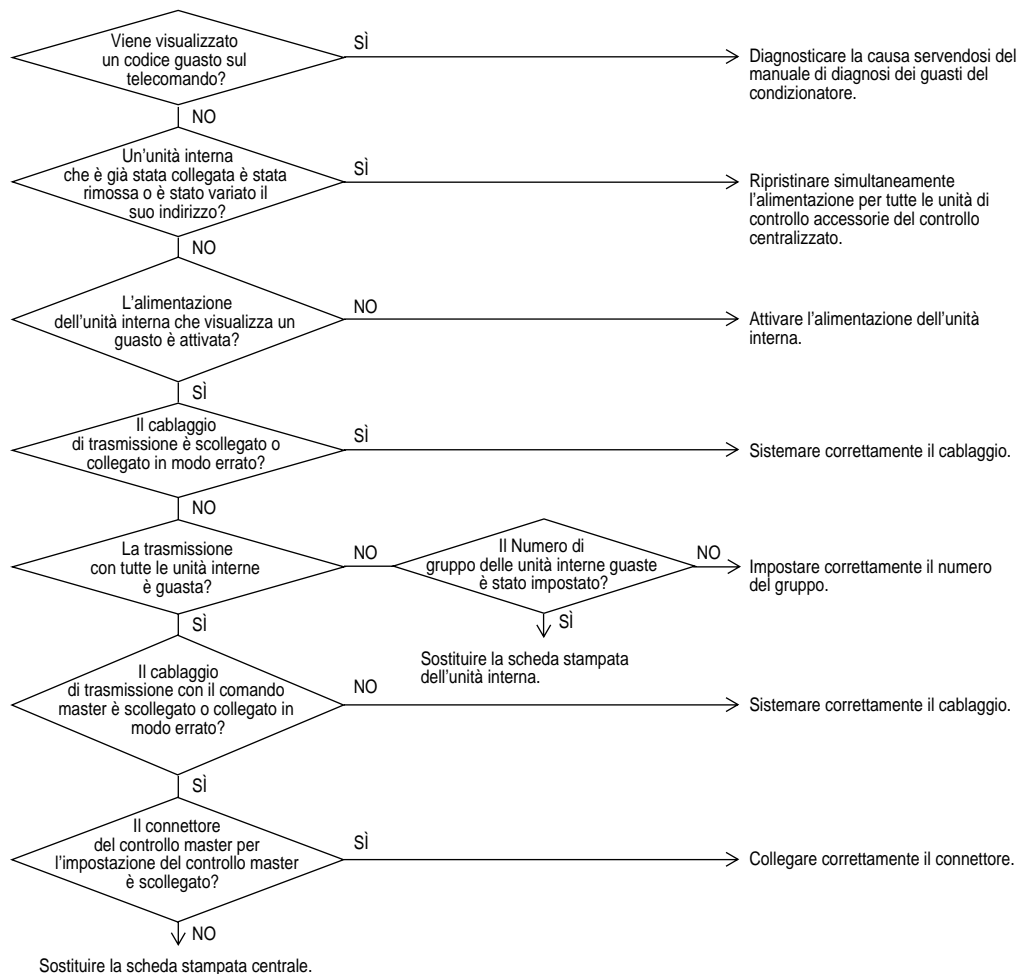 Viene visualizzato
un codice guasto sul
telecomando?
SÌ
Diagnosticare la causa servendosi del
manuale di diagnosi dei guasti del
condizionatore.
NO
Un'unità interna
che è già stata collegata è stata
rimossa o è stato variato il
suo indirizzo?
SÌ
Ripristinare simultaneamente
l'alimentazione per tutte le unità di
controllo accessorie del controllo
centralizzato.
NO
L'alimentazione
dell'unità interna che visualizza un
guasto è attivata?
NO
Attivare l'alimentazione dell'unità
interna.
SÌ
Il cablaggio
di trasmissione è scollegato o
collegato in modo errato?
SÌ
Sistemare correttamente il cablaggio.
NO
La trasmissione
con tutte le unità interne
è guasta?
NO
Il Numero di
gruppo delle unità interne guaste
è stato impostato?
NO
Impostare correttamente il numero
del gruppo.
SÌ
Sostituire la scheda stampata
dell'unità interna.
SÌ
Il cablaggio
di trasmissione con il comando
master è scollegato o collegato in
modo errato?
NO
Sistemare correttamente il cablaggio.
SÌ
Il connettore
del controllo master per
l'impostazione del controllo master
è scollegato?
SÌ
Collegare correttamente il connettore.
NO
Sostituire la scheda stampata centrale.